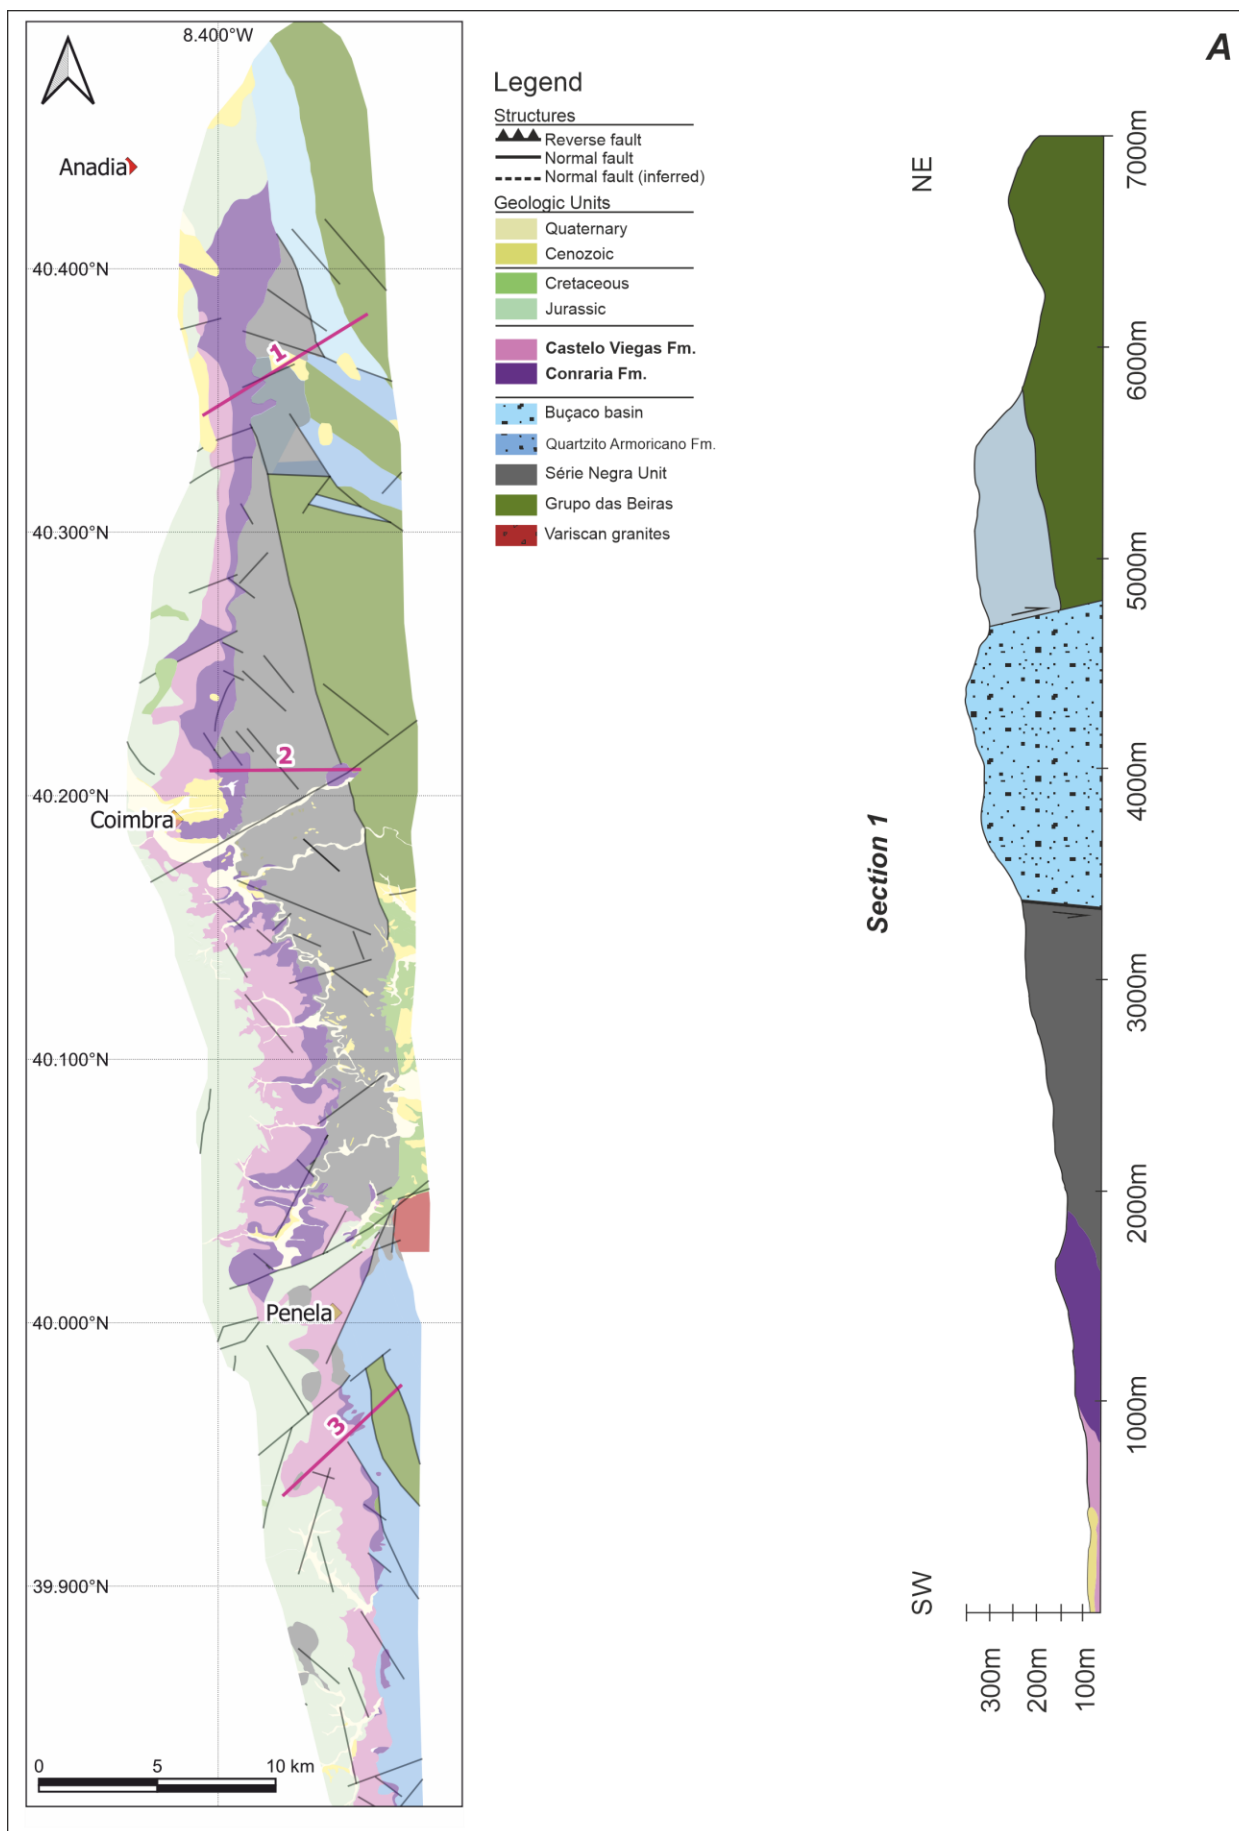 A
8.400°W
Anadia
40.400°N
1
40.300°N
2
40.200°N
Coimbra
40.100°N
Penela
40.000°N
3
39.900°N
0 5 10 km
Legend
Structures
Reverse fault
Normal fault
Normal fault (inferred)
Geologic Units
Quaternary
Cenozoic
Cretaceous
Jurassic
Castelo Viegas Fm.
Conraria Fm.
Buçaco basin
Quartzito Armoricano Fm.
Série Negra Unit
Grupo das Beiras
Variscan granites
Section 1
NE
SW
7000m
6000m
5000m
4000m
3000m
2000m
1000m
300m
200m
100m